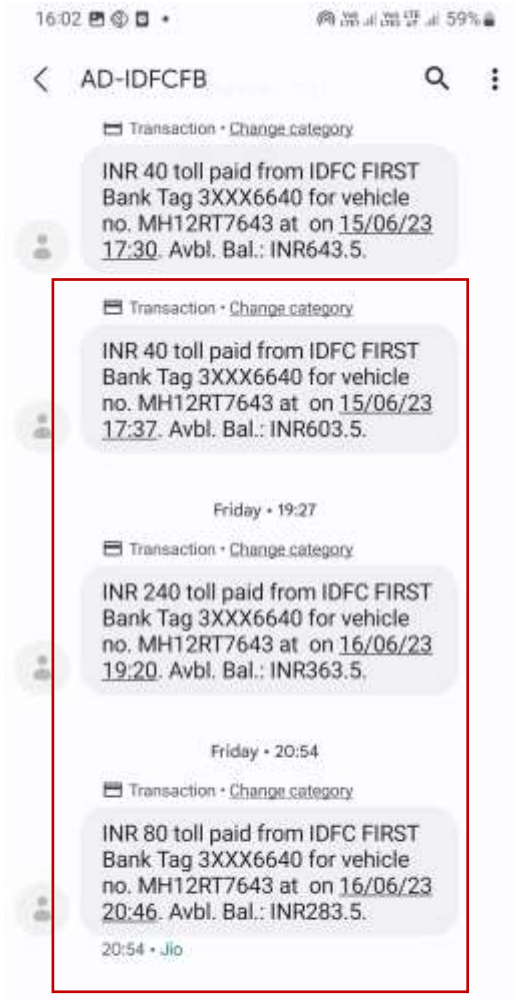 16:02 59%
AD-IDFCFB
Transaction • Change category
INR 40 toll paid from IDFC FIRST
Bank Tag 3XXX6640 for vehicle
no. MH12RT7643 at on 15/06/23
17:30. Avbl. Bal.: INR643.5.
Transaction • Change category
INR 40 toll paid from IDFC FIRST
Bank Tag 3XXX6640 for vehicle
no. MH12RT7643 at on 15/06/23
17:37. Avbl. Bal.: INR603.5.
Friday • 19:27
Transaction • Change category
INR 240 toll paid from IDFC FIRST
Bank Tag 3XXX6640 for vehicle
no. MH12RT7643 at on 16/06/23
19:20. Avbl. Bal.: INR363.5.
Friday • 20:54
Transaction • Change category
INR 80 toll paid from IDFC FIRST
Bank Tag 3XXX6640 for vehicle
no. MH12RT7643 at on 16/06/23
20:46. Avbl. Bal.: INR283.5.
20:54 • Jio